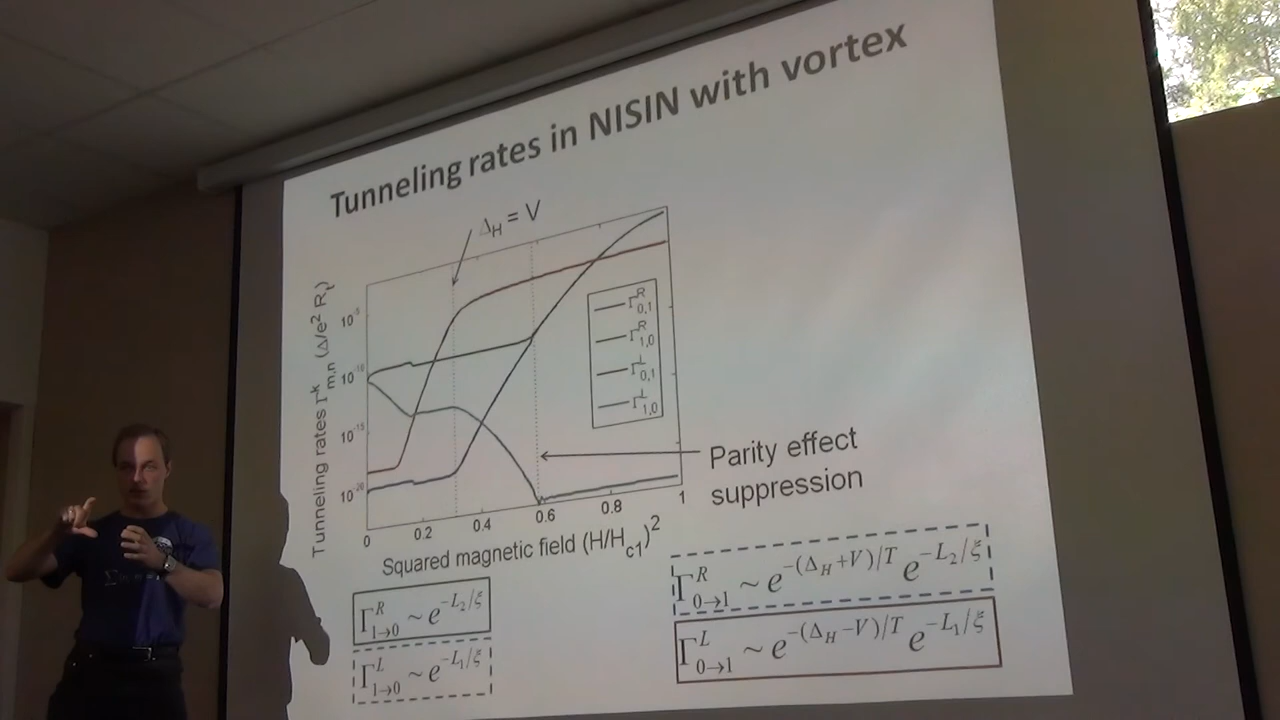 Tunneling rates in NISIN with vortex
Δ_H = V
Tunneling rates Γ^k_{m,n} (Δ/e² R_t)
10^{-5}
10^{-10}
10^{-15}
10^{-20}
Γ^R_{0,1}
Γ^R_{1,0}
Γ^L_{0,1}
Γ^L_{1,0}
0 0.2 0.4 0.6 0.8 1
Squared magnetic field (H/H_{c1})²
Parity effect
suppression
Γ^R_{1→0} ~ e^{-L_2/ξ}
Γ^L_{1→0} ~ e^{-L_1/ξ}
Γ^R_{0→1} ~ e^{-(Δ_H+V)/T} e^{-L_2/ξ}
Γ^L_{0→1} ~ e^{-(Δ_H-V)/T} e^{-L_1/ξ}